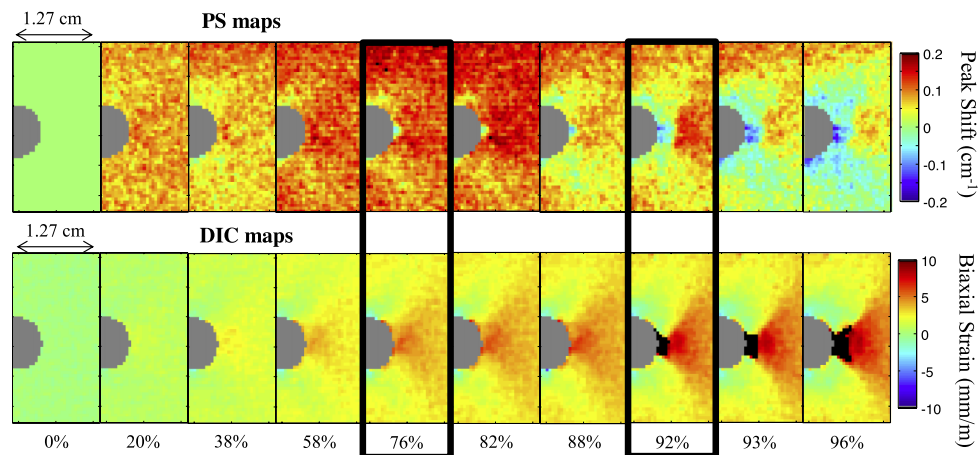 1.27 cm
PS maps
0.2
0.1
0
-0.1
-0.2
Peak Shift (cm⁻¹)
1.27 cm
DIC maps
10
5
0
-5
-10
Biaxial Strain (mm/m)
0% 20% 38% 58% 76% 82% 88% 92% 93% 96%